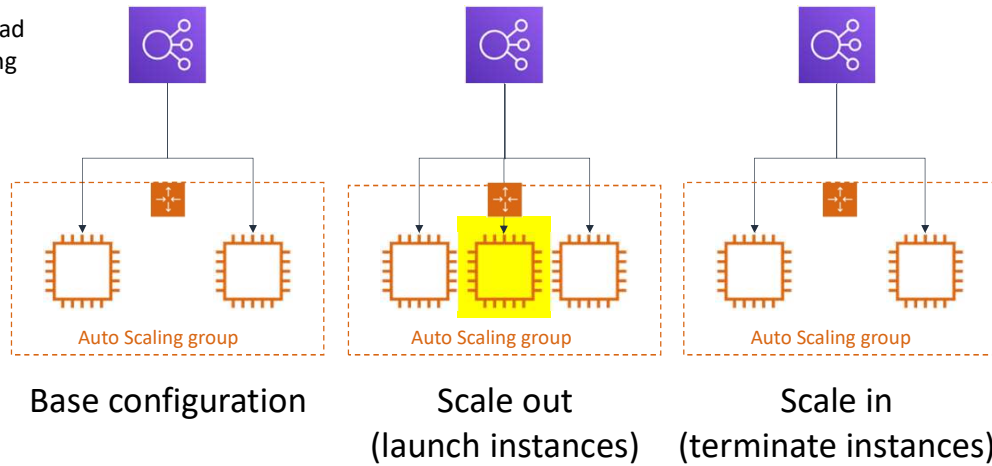 Auto Scaling group
Auto Scaling group
Auto Scaling group
Base configuration
Scale out
(launch instances)
Scale in
(terminate instances)